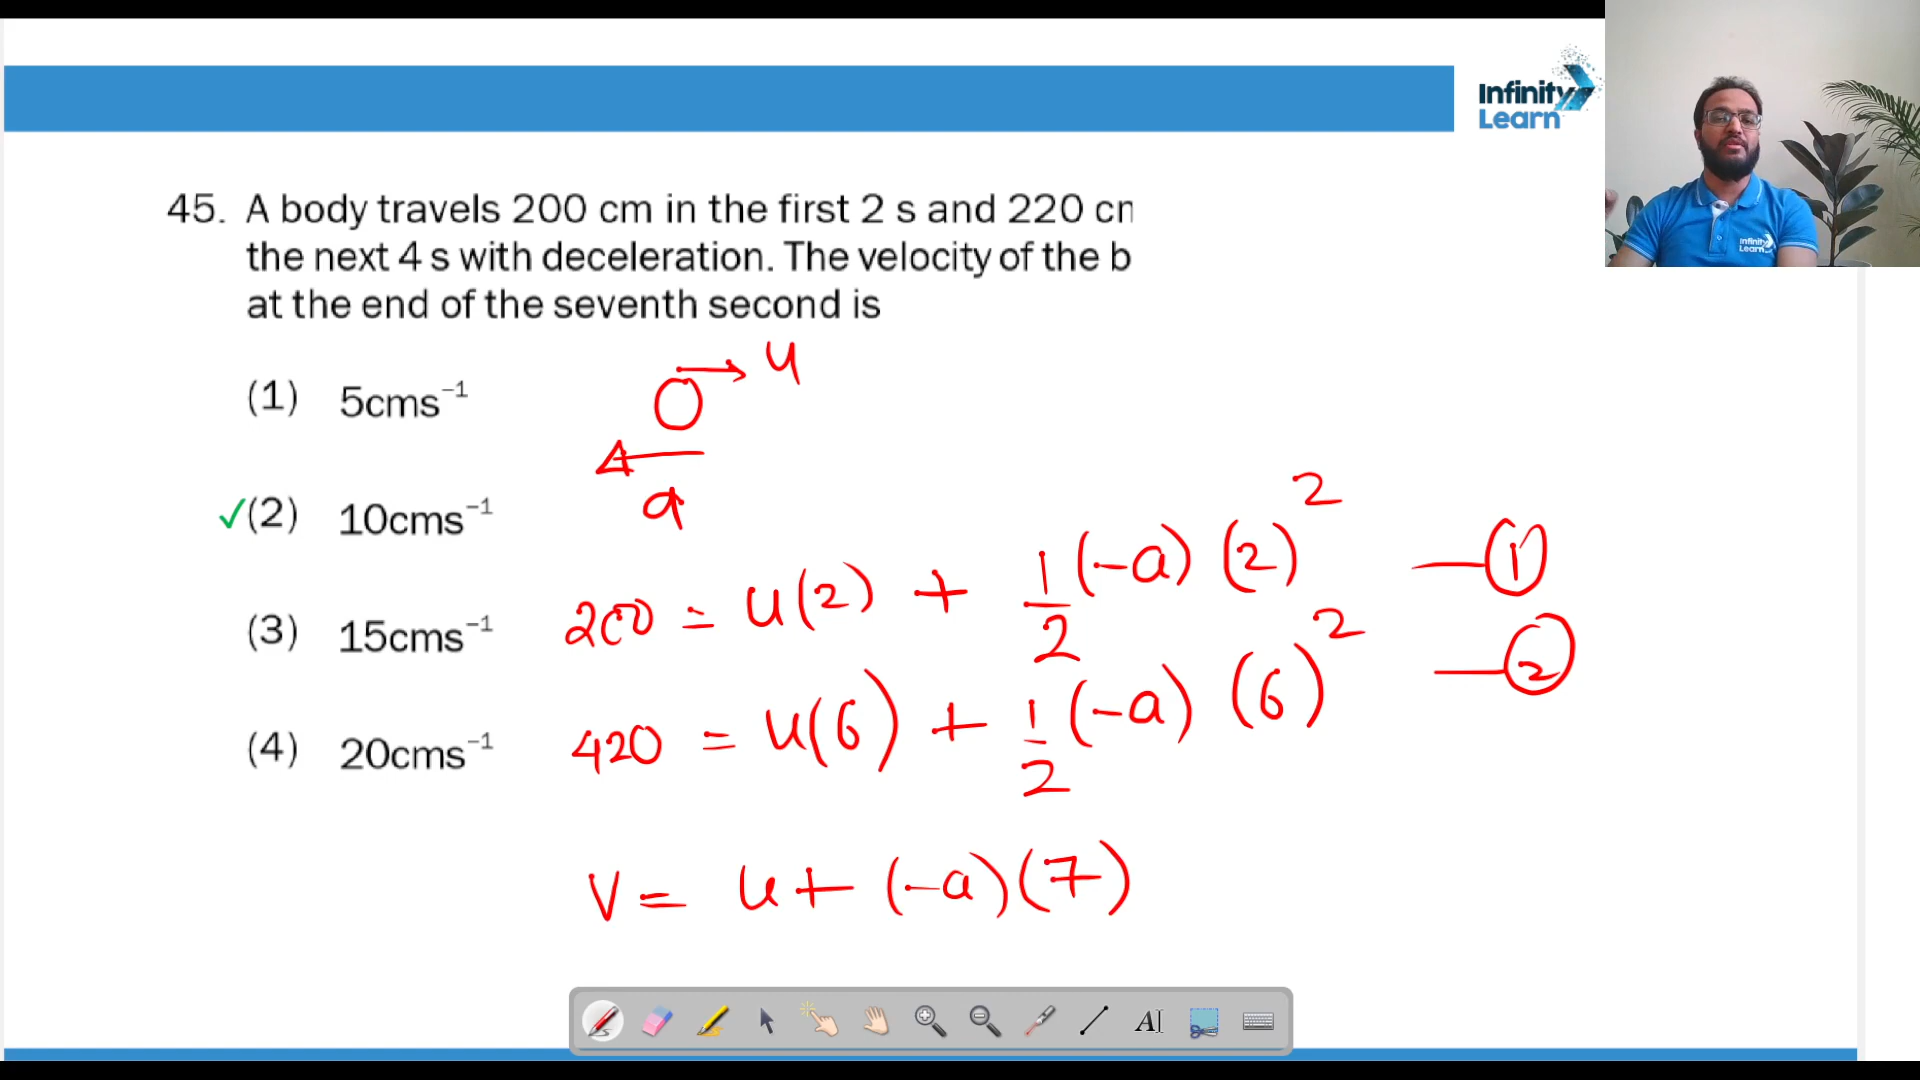 Infinity
Learn
Infinity
Learn
45. A body travels 200 cm in the first 2 s and 220 cm
the next 4 s with deceleration. The velocity of the b
at the end of the seventh second is
u
(1) 5cms⁻¹
a
✓(2) 10cms⁻¹
200 = u(2) + 1/2 (-a) (2)² —①
(3) 15cms⁻¹
420 = u(6) + 1/2 (-a) (6)² —②
(4) 20cms⁻¹
V = u + (-a)(7)
A